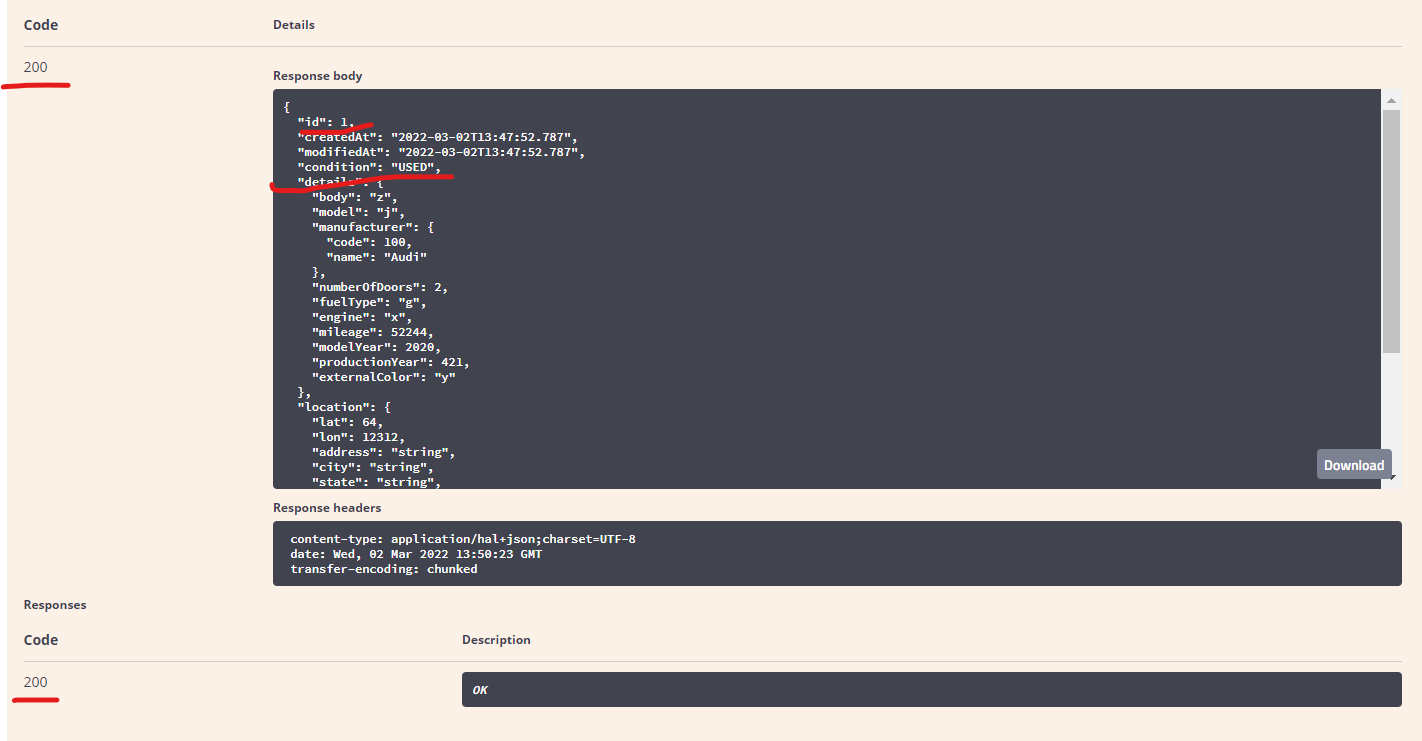 Code Details
200
Response body
{
"id": 1,
"createdAt": "2022-03-02T13:47:52.787",
"modifiedAt": "2022-03-02T13:47:52.787",
"condition": "USED",
"details": {
"body": "z",
"model": "j",
"manufacturer": {
"code": 100,
"name": "Audi"
},
"numberOfDoors": 2,
"fuelType": "g",
"engine": "x",
"mileage": 52244,
"modelYear": 2020,
"productionYear": 421,
"externalColor": "y"
},
"location": {
"lat": 64,
"lon": 12312,
"address": "string",
"city": "string",
"state": "string",
Download
Response headers
content-type: application/hal+json;charset=UTF-8
date: Wed, 02 Mar 2022 13:50:23 GMT
transfer-encoding: chunked
Responses
Code Description
200
OK